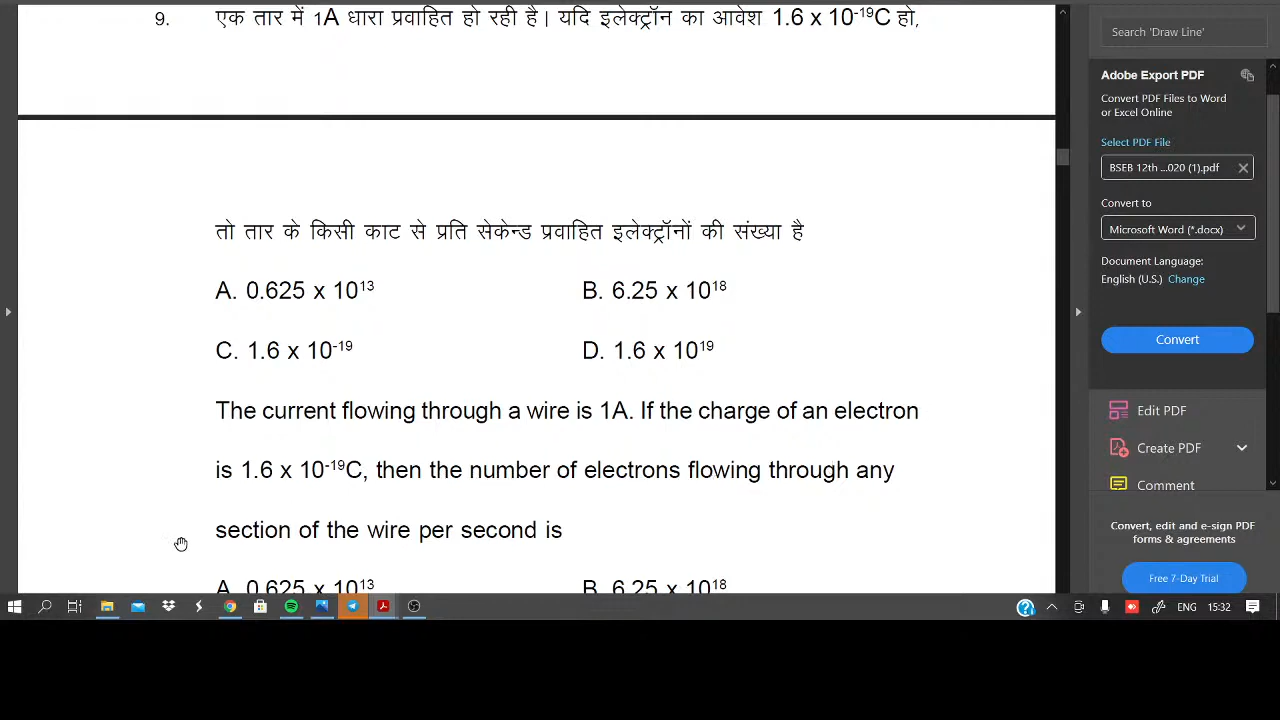 9. एक तार में 1A धारा प्रवाहित हो रही है। यदि इलेक्ट्रॉन का आवेश 1.6 x 10⁻¹⁹C हो,
तो तार के किसी काट से प्रति सेकेन्ड प्रवाहित इलेक्ट्रॉनों की संख्या है
A. 0.625 x 10¹³ B. 6.25 x 10¹⁸
C. 1.6 x 10⁻¹⁹ D. 1.6 x 10¹⁹
The current flowing through a wire is 1A. If the charge of an electron
is 1.6 x 10⁻¹⁹C, then the number of electrons flowing through any
section of the wire per second is
A. 0.625 x 10¹³ B. 6.25 x 10¹⁸
Search 'Draw Line'
Adobe Export PDF
Convert PDF Files to Word
or Excel Online
Select PDF File
BSEB 12th ...020 (1).pdf
Convert to
Microsoft Word (*.docx)
Document Language:
English (U.S.) Change
Convert
Edit PDF
Create PDF
Comment
Convert, edit and e-sign PDF
forms & agreements
Free 7-Day Trial
ENG 15:32